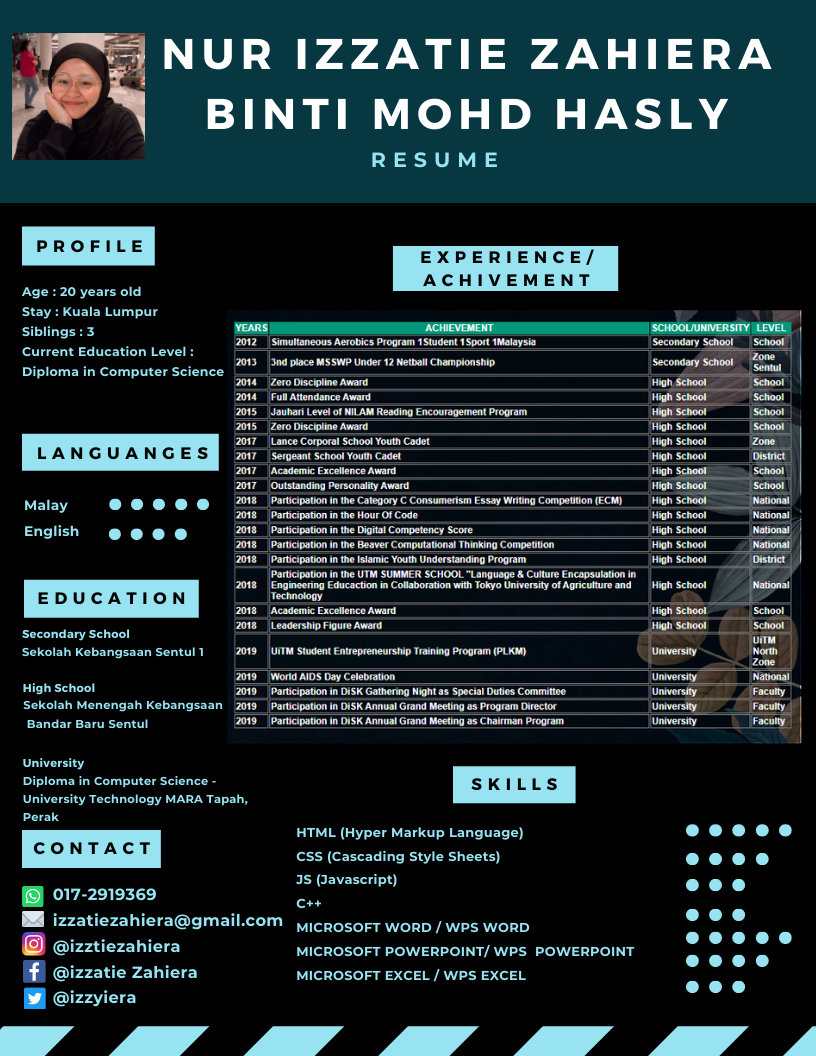 NUR IZZATIE ZAHIERA
BINTI MOHD HASLY
RESUME
PROFILE
Age : 20 years old
Stay : Kuala Lumpur
Siblings : 3
Current Education Level :
Diploma in Computer Science
LANGUANGES
Malay
English
EDUCATION
Secondary School
Sekolah Kebangsaan Sentul 1
High School
Sekolah Menengah Kebangsaan
Bandar Baru Sentul
University
Diploma in Computer Science -
University Technology MARA Tapah,
Perak
CONTACT
017-2919369
izzatiezahiera@gmail.com
@izztiezahiera
@izzatie Zahiera
@izzyiera
EXPERIENCE/
ACHIVEMENT
YEARS ACHIEVEMENT SCHOOL/UNIVERSITY LEVEL
2012 Simultaneous Aerobics Program 1Student 1Sport 1Malaysia Secondary School School
2013 3nd place MSSWP Under 12 Netball Championship Secondary School Zone
Sentul
2014 Zero Discipline Award High School School
2014 Full Attendance Award High School School
2015 Jauhari Level of NILAM Reading Encouragement Program High School School
2015 Zero Discipline Award High School School
2017 Lance Corporal School Youth Cadet High School Zone
2017 Sergeant School Youth Cadet High School District
2017 Academic Excellence Award High School School
2017 Outstanding Personality Award High School School
2018 Participation in the Category C Consumerism Essay Writing Competition (ECM) High School National
2018 Participation in the Hour Of Code High School National
2018 Participation in the Digital Competency Score High School National
2018 Participation in the Beaver Computational Thinking Competition High School National
2018 Participation in the Islamic Youth Understanding Program High School District
2018 Participation in the UTM SUMMER SCHOOL "Language & Culture Encapsulation in
Engineering Educaction in Collaboration with Tokyo University of Agriculture and
Technology High School National
2018 Academic Excellence Award High School School
2018 Leadership Figure Award High School School
2019 UiTM Student Entrepreneurship Training Program (PLKM) University UiTM
North
Zone
2019 World AIDS Day Celebration University National
2019 Participation in DiSK Gathering Night as Special Duties Committee University Faculty
2019 Participation in DiSK Annual Grand Meeting as Program Director University Faculty
2019 Participation in DiSK Annual Grand Meeting as Chairman Program University Faculty
SKILLS
HTML (Hyper Markup Language)
CSS (Cascading Style Sheets)
JS (Javascript)
C++
MICROSOFT WORD / WPS WORD
MICROSOFT POWERPOINT/ WPS POWERPOINT
MICROSOFT EXCEL / WPS EXCEL